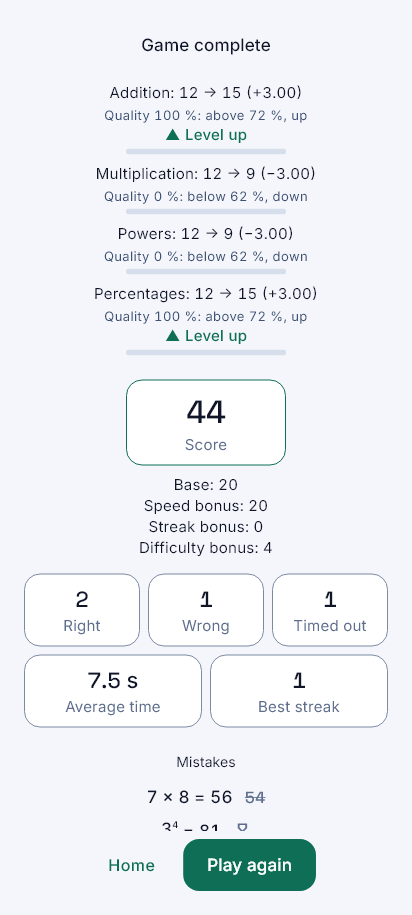 Game complete
Addition: 12 → 15 (+3.00)
Quality 100 %: above 72 %, up
▲ Level up
Multiplication: 12 → 9 (−3.00)
Quality 0 %: below 62 %, down
Powers: 12 → 9 (−3.00)
Quality 0 %: below 62 %, down
Percentages: 12 → 15 (+3.00)
Quality 100 %: above 72 %, up
▲ Level up
44
Score
Base: 20
Speed bonus: 20
Streak bonus: 0
Difficulty bonus: 4
2
Right
1
Wrong
1
Timed out
7.5 s
Average time
1
Best streak
Mistakes
7 × 8 = 56 54
3⁴ = 81
Home
Play again